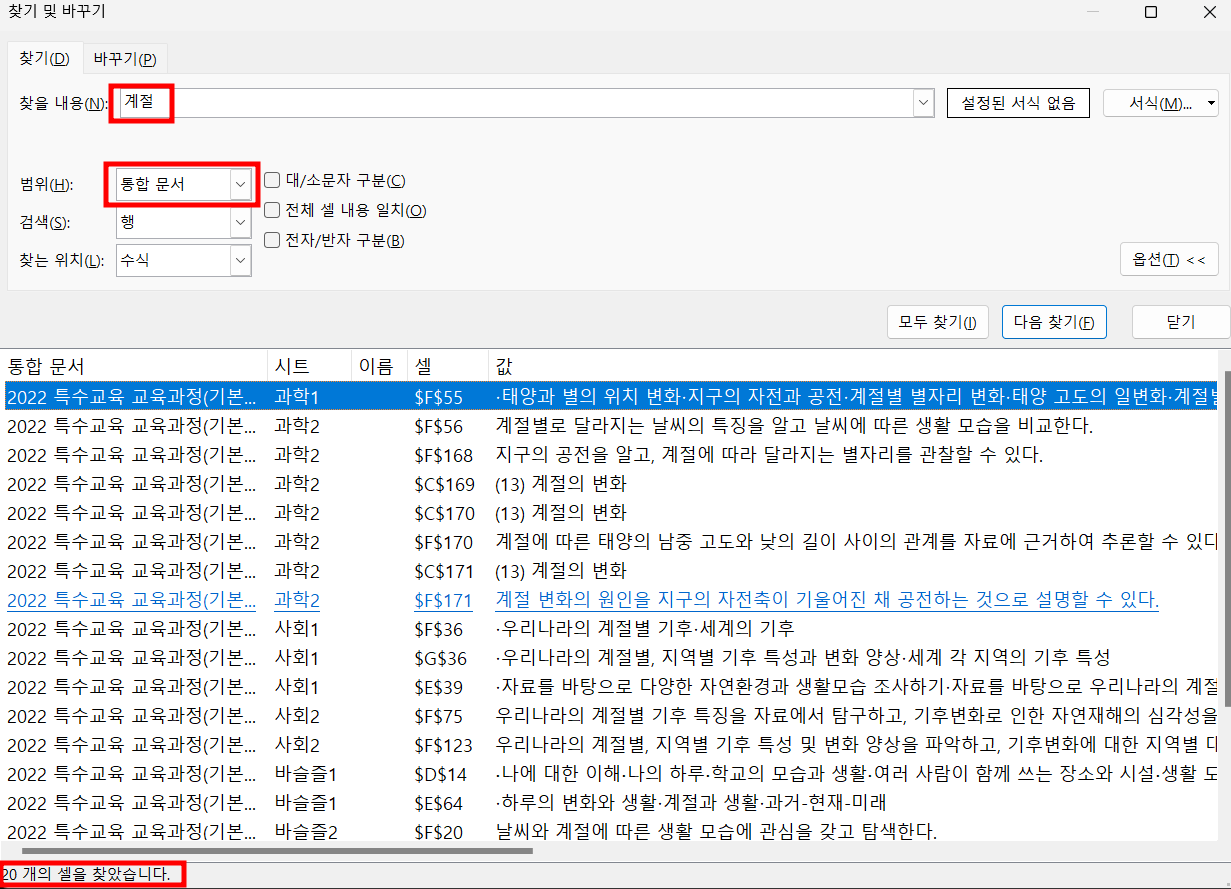 찾기 및 바꾸기
찾기(D) 바꾸기(P)
찾을 내용(N): 계절 설정된 서식 없음 서식(M)...
범위(H): 통합 문서 대/소문자 구분(C)
검색(S): 행 전체 셀 내용 일치(O)
전자/반자 구분(B)
찾는 위치(L): 수식 옵션(T) <<
모두 찾기(I) 다음 찾기(F) 닫기
통합 문서 시트 이름 셀 값
2022 특수교육 교육과정(기본... 과학1 $F$55 ·태양과 별의 위치 변화·지구의 자전과 공전·계절별 별자리 변화·태양 고도의 일변화·계절별
2022 특수교육 교육과정(기본... 과학2 $F$56 계절별로 달라지는 날씨의 특징을 알고 날씨에 따른 생활 모습을 비교한다.
2022 특수교육 교육과정(기본... 과학2 $F$168 지구의 공전을 알고, 계절에 따라 달라지는 별자리를 관찰할 수 있다.
2022 특수교육 교육과정(기본... 과학2 $C$169 (13) 계절의 변화
2022 특수교육 교육과정(기본... 과학2 $C$170 (13) 계절의 변화
2022 특수교육 교육과정(기본... 과학2 $F$170 계절에 따른 태양의 남중 고도와 낮의 길이 사이의 관계를 자료에 근거하여 추론할 수 있다
2022 특수교육 교육과정(기본... 과학2 $C$171 (13) 계절의 변화
2022 특수교육 교육과정(기본... 과학2 $F$171 계절 변화의 원인을 지구의 자전축이 기울어진 채 공전하는 것으로 설명할 수 있다.
2022 특수교육 교육과정(기본... 사회1 $F$36 ·우리나라의 계절별 기후·세계의 기후
2022 특수교육 교육과정(기본... 사회1 $G$36 ·우리나라의 계절별, 지역별 기후 특성과 변화 양상·세계 각 지역의 기후 특성
2022 특수교육 교육과정(기본... 사회1 $E$39 ·자료를 바탕으로 다양한 자연환경과 생활모습 조사하기·자료를 바탕으로 우리나라의 계절
2022 특수교육 교육과정(기본... 사회2 $F$75 우리나라의 계절별 기후 특징을 자료에서 탐구하고, 기후변화로 인한 자연재해의 심각성을
2022 특수교육 교육과정(기본... 사회2 $F$123 우리나라의 계절별, 지역별 기후 특성 및 변화 양상을 파악하고, 기후변화에 대한 지역별
2022 특수교육 교육과정(기본... 바슬즐1 $D$14 ·나에 대한 이해·나의 하루·학교의 모습과 생활·여러 사람이 함께 쓰는 장소와 시설·생활 도
2022 특수교육 교육과정(기본... 바슬즐1 $E$64 ·하루의 변화와 생활·계절과 생활·과거-현재-미래
2022 특수교육 교육과정(기본... 바슬즐2 $F$20 날씨와 계절에 따른 생활 모습에 관심을 갖고 탐색한다.
20 개의 셀을 찾았습니다.